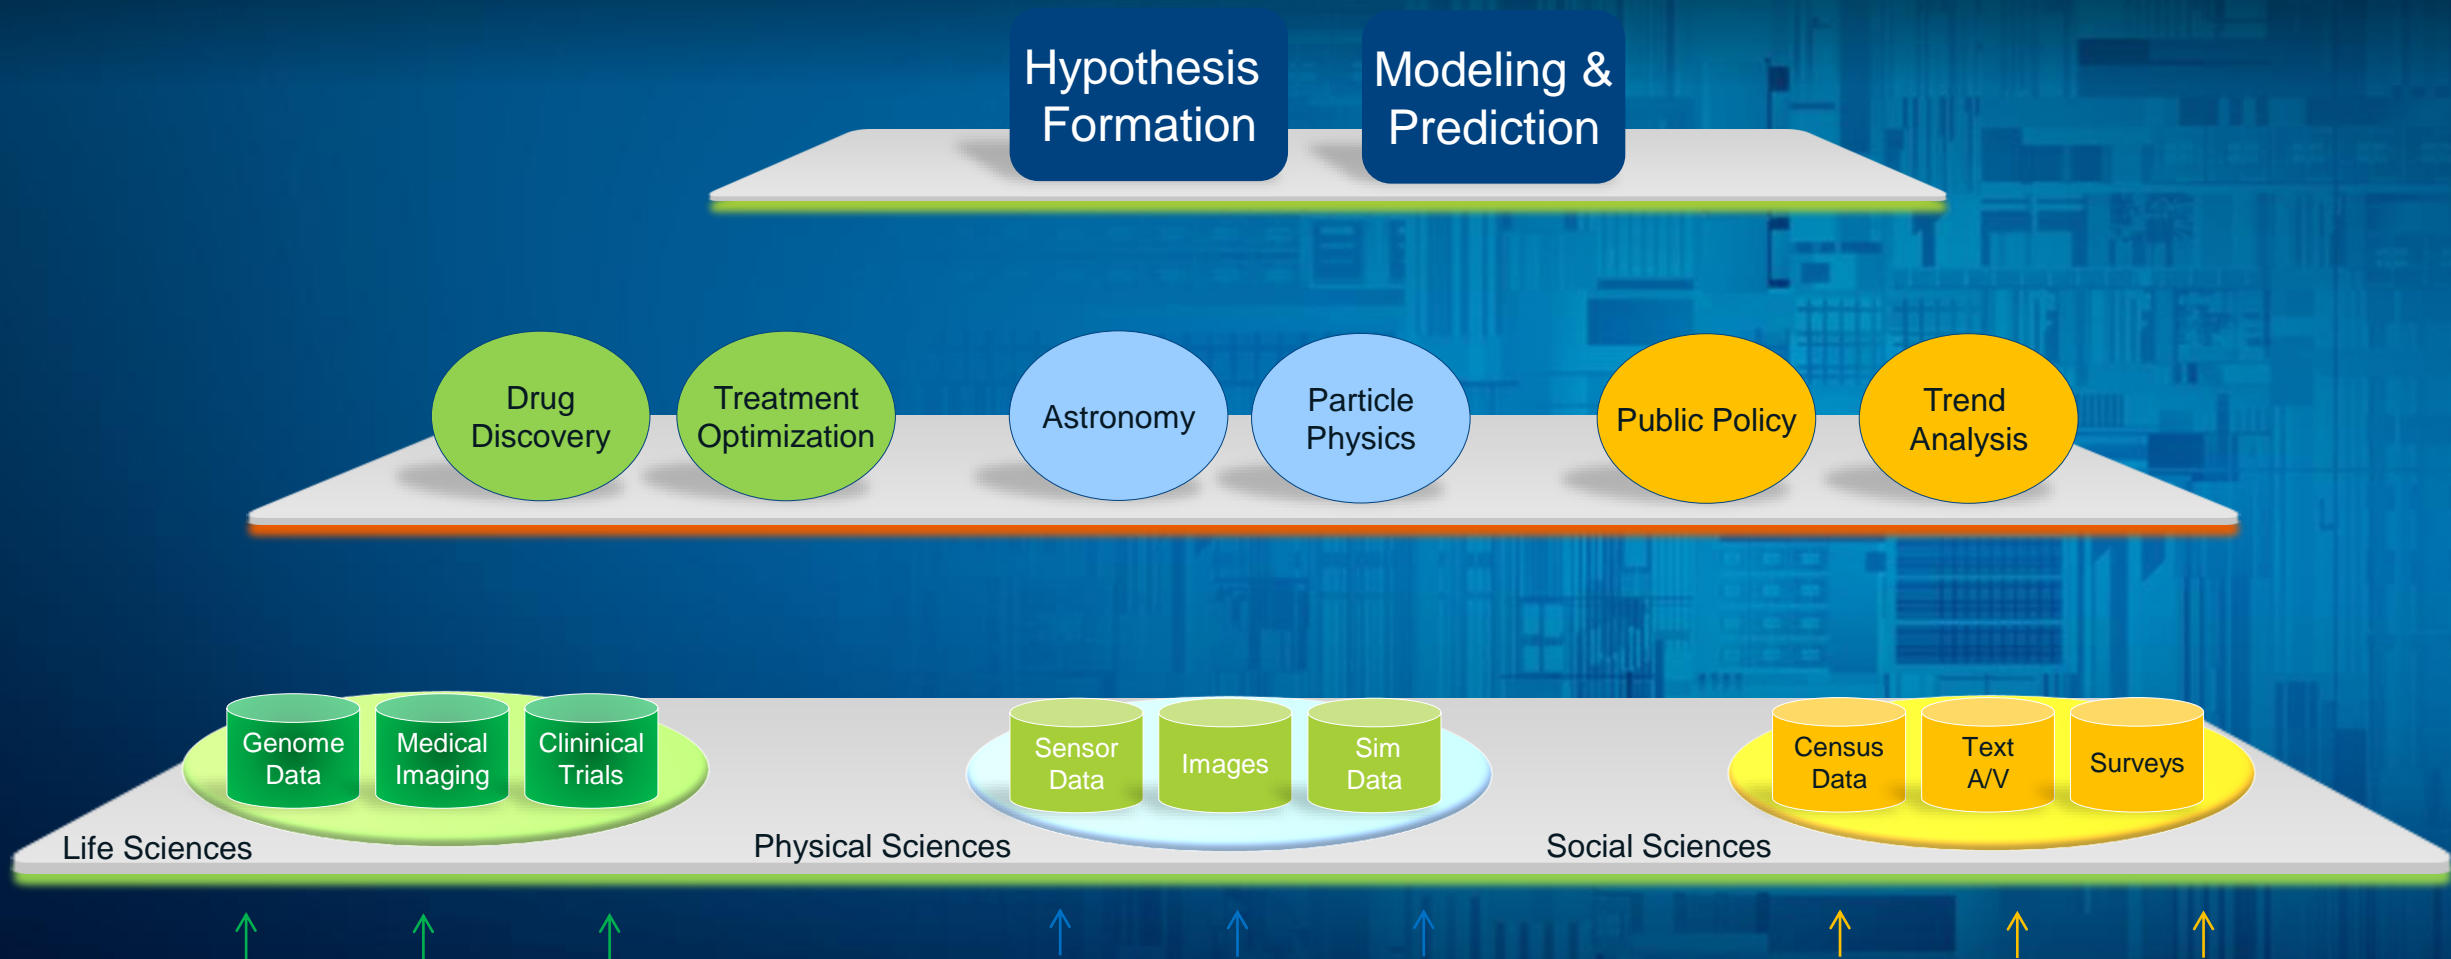 Hypothesis
Formation
Modeling &
Prediction
Drug
Discovery
Treatment
Optimization
Astronomy
Particle
Physics
Public Policy
Trend
Analysis
Genome
Data
Medical
Imaging
Clininical
Trials
Sensor
Data
Images
Sim
Data
Census
Data
Text
A/V
Surveys
Life Sciences
Physical Sciences
Social Sciences